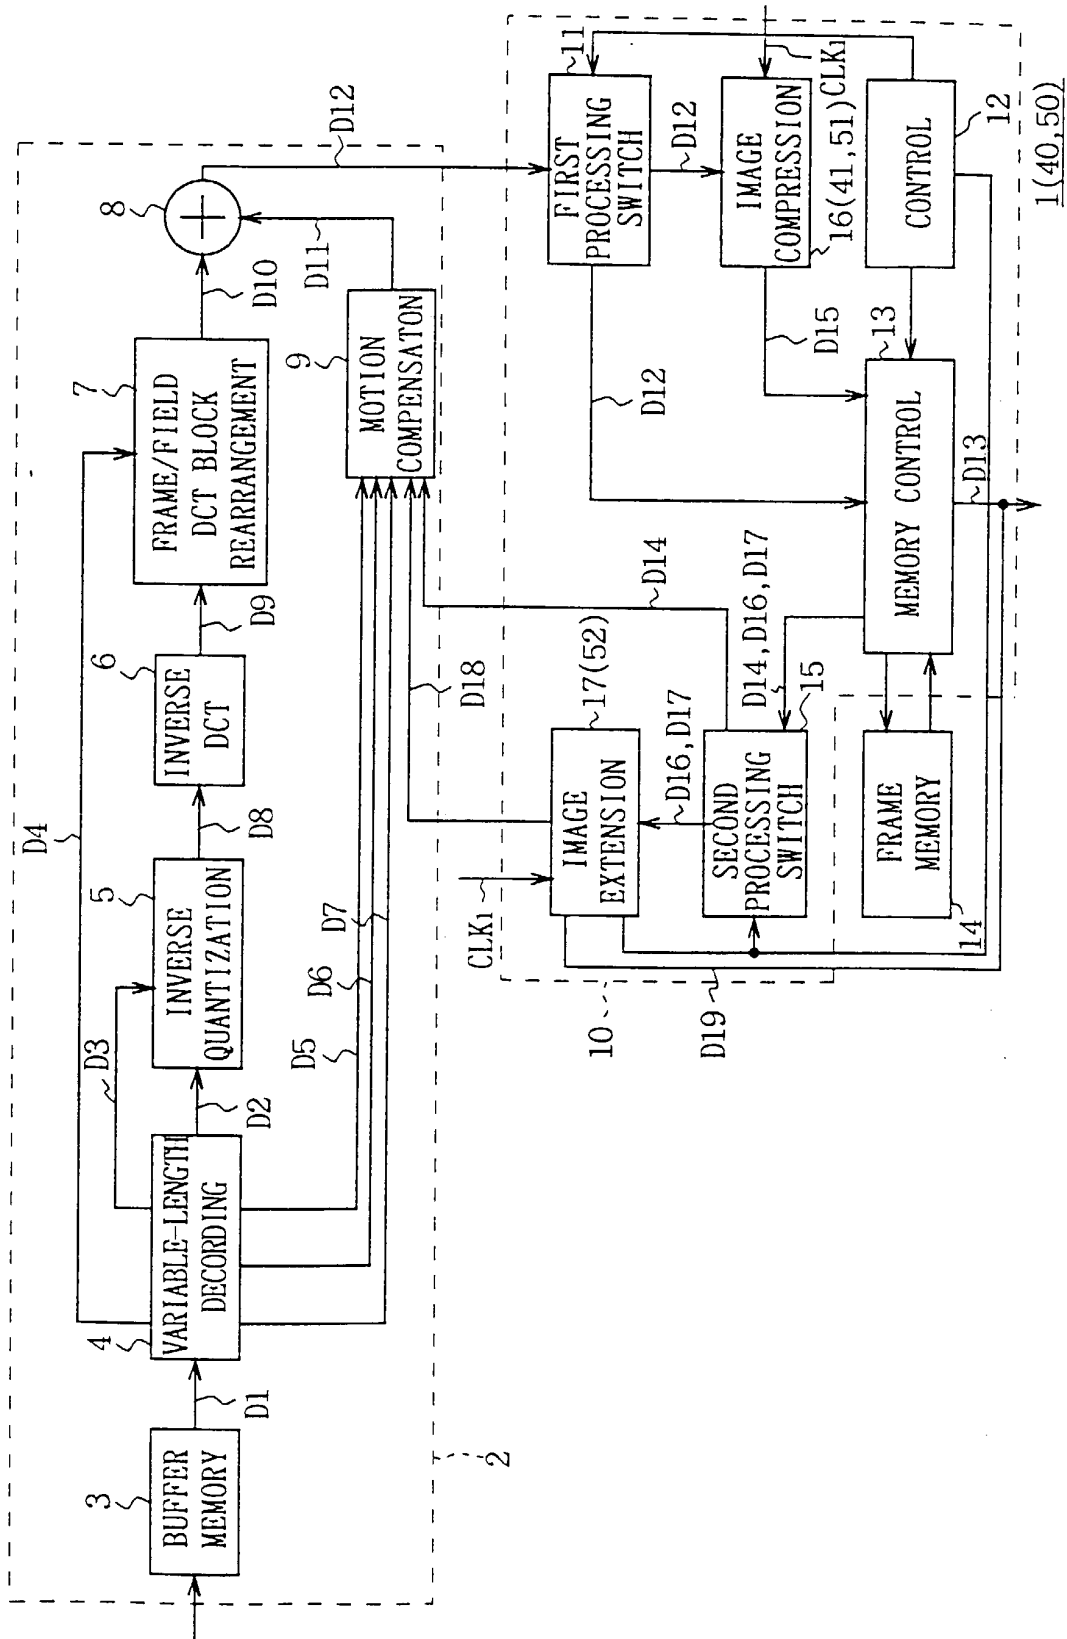 3
BUFFER
MEMORY
D1
4
VARIABLE-LENGTH
DECORDING
D4
D3
D2
5
INVERSE
QUANTIZATION
D8
6
INVERSE
DCT
D9
7
FRAME/FIELD
DCT BLOCK
REARRANGEMENT
D10
8
D11
D12
D5
D6
D7
9
MOTION
COMPENSATON
2
D18
D14
11
FIRST
PROCESSING
SWITCH
D12
D12
CLK1
IMAGE
COMPRESSION
16(41,51)
D15
CONTROL
12
13
MEMORY CONTROL
D13
D14,D16,D17
15
SECOND
PROCESSING
SWITCH
D16,D17
17(52)
IMAGE
EXTENSION
CLK1
FRAME
MEMORY
14
10
D19
1(40,50)